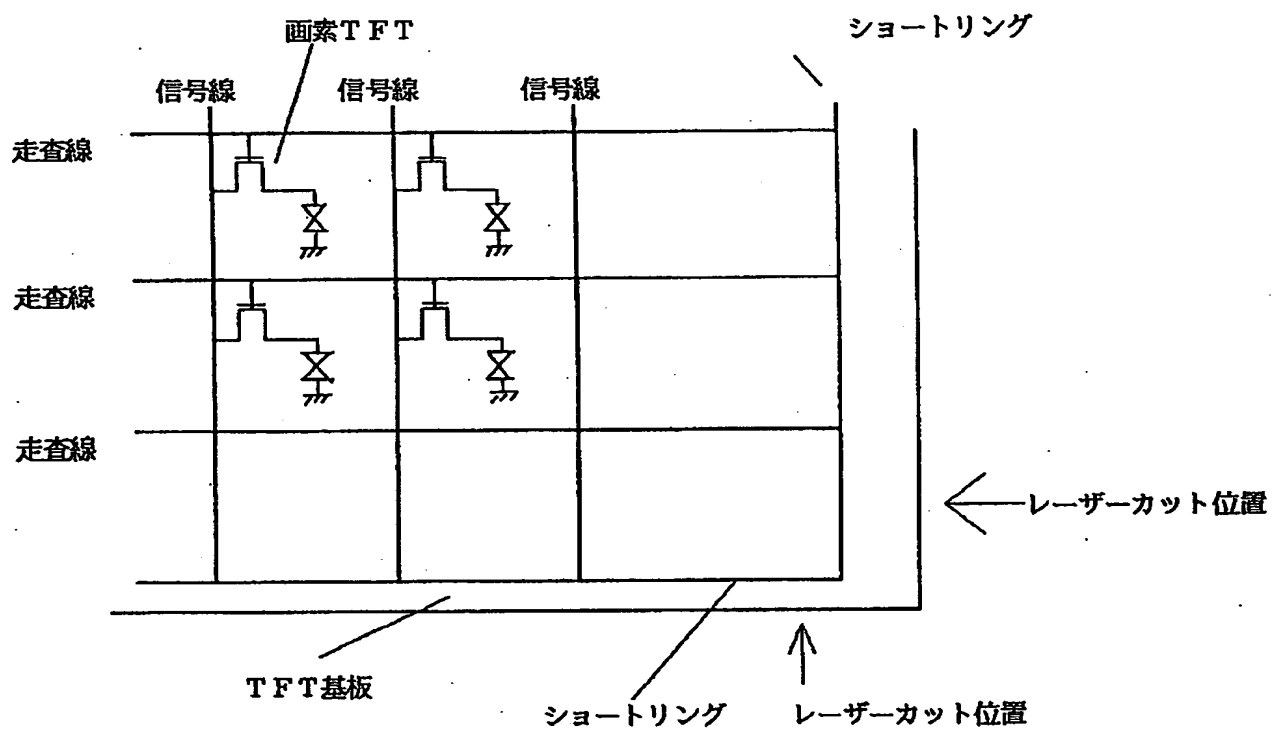 画素ＴＦＴ
ショートリング
信号線
信号線
信号線
走査線
走査線
走査線
レーザーカット位置
ＴＦＴ基板
ショートリング
レーザーカット位置